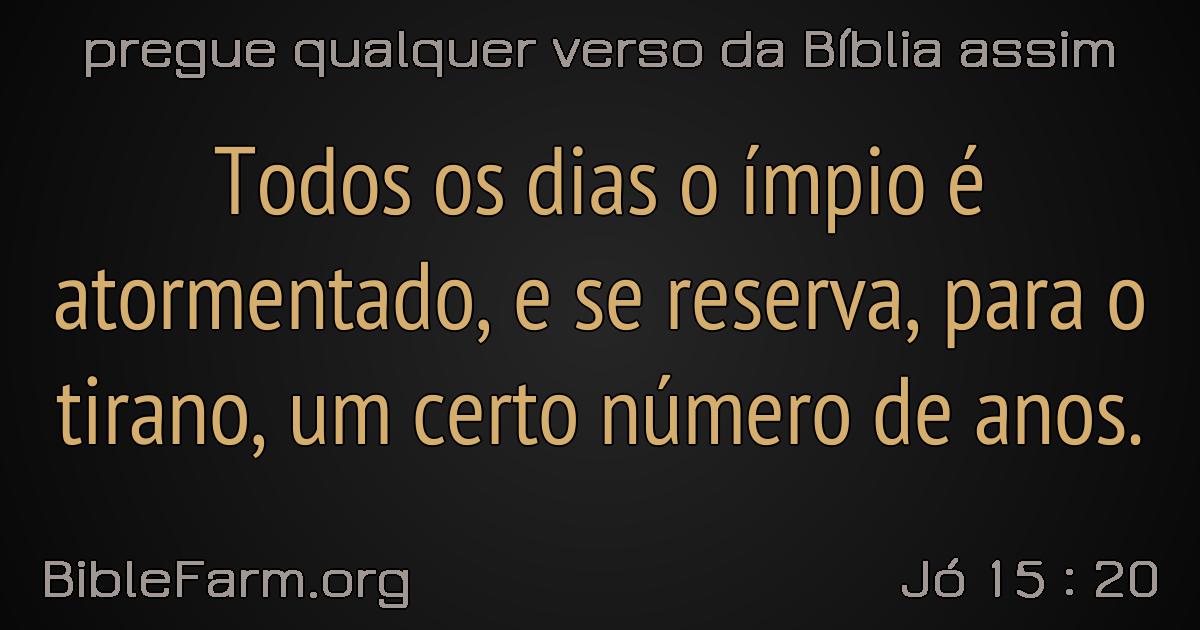 pregue qualquer verso da Bíblia assim
Todos os dias o ímpio é
atormentado, e se reserva, para o
tirano, um certo número de anos.
BibleFarm.org
Jó 15 : 20